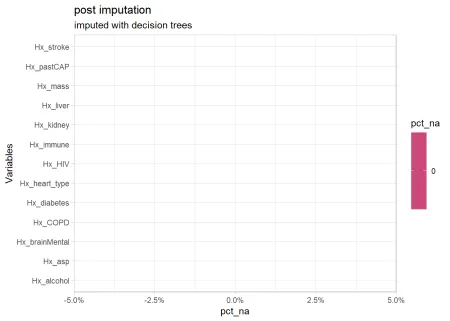 post imputation
imputed with decision trees
Variables
Hx_stroke
Hx_pastCAP
Hx_mass
Hx_liver
Hx_kidney
Hx_immune
Hx_HIV
Hx_heart_type
Hx_diabetes
Hx_COPD
Hx_brainMental
Hx_asp
Hx_alcohol
-5.0% -2.5% 0.0% 2.5% 5.0%
pct_na
pct_na
0